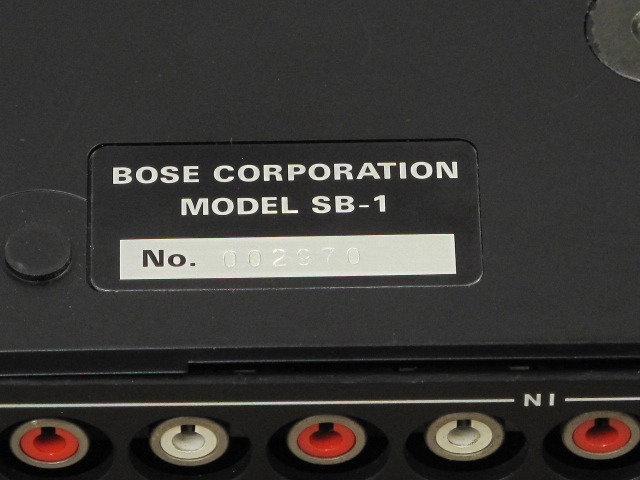 BOSE CORPORATION
MODEL SB-1
No. 002970
IN